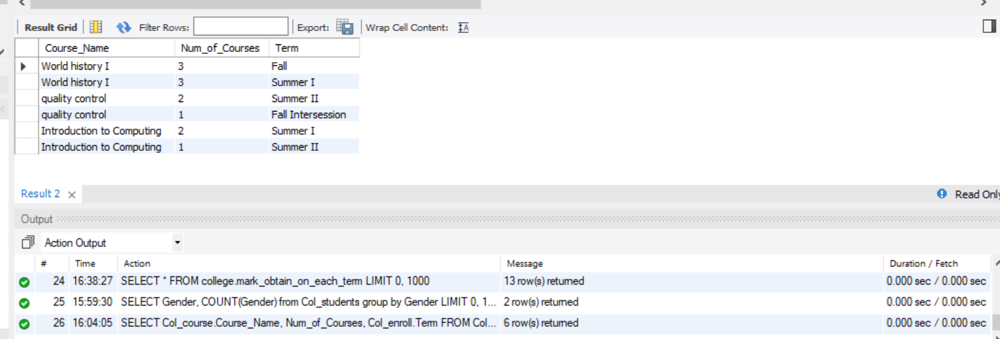 Result Grid Filter Rows: Export: Wrap Cell Content: IA
Course_Name Num_of_Courses Term
World history I 3 Fall
World history I 3 Summer I
quality control 2 Summer II
quality control 1 Fall Intersession
Introduction to Computing 2 Summer I
Introduction to Computing 1 Summer II
Result 2 Read Only
Output
Action Output
# Time Action Message Duration / Fetch
24 16:38:27 SELECT * FROM college.mark_obtain_on_each_term LIMIT 0, 1000 13 row(s) returned 0.000 sec / 0.000 sec
25 15:59:30 SELECT Gender, COUNT(Gender) from Col_students group by Gender LIMIT 0, 1... 2 row(s) returned 0.000 sec / 0.000 sec
26 16:04:05 SELECT Col_course.Course_Name, Num_of_Courses, Col_enroll.Term FROM Col... 6 row(s) returned 0.000 sec / 0.000 sec